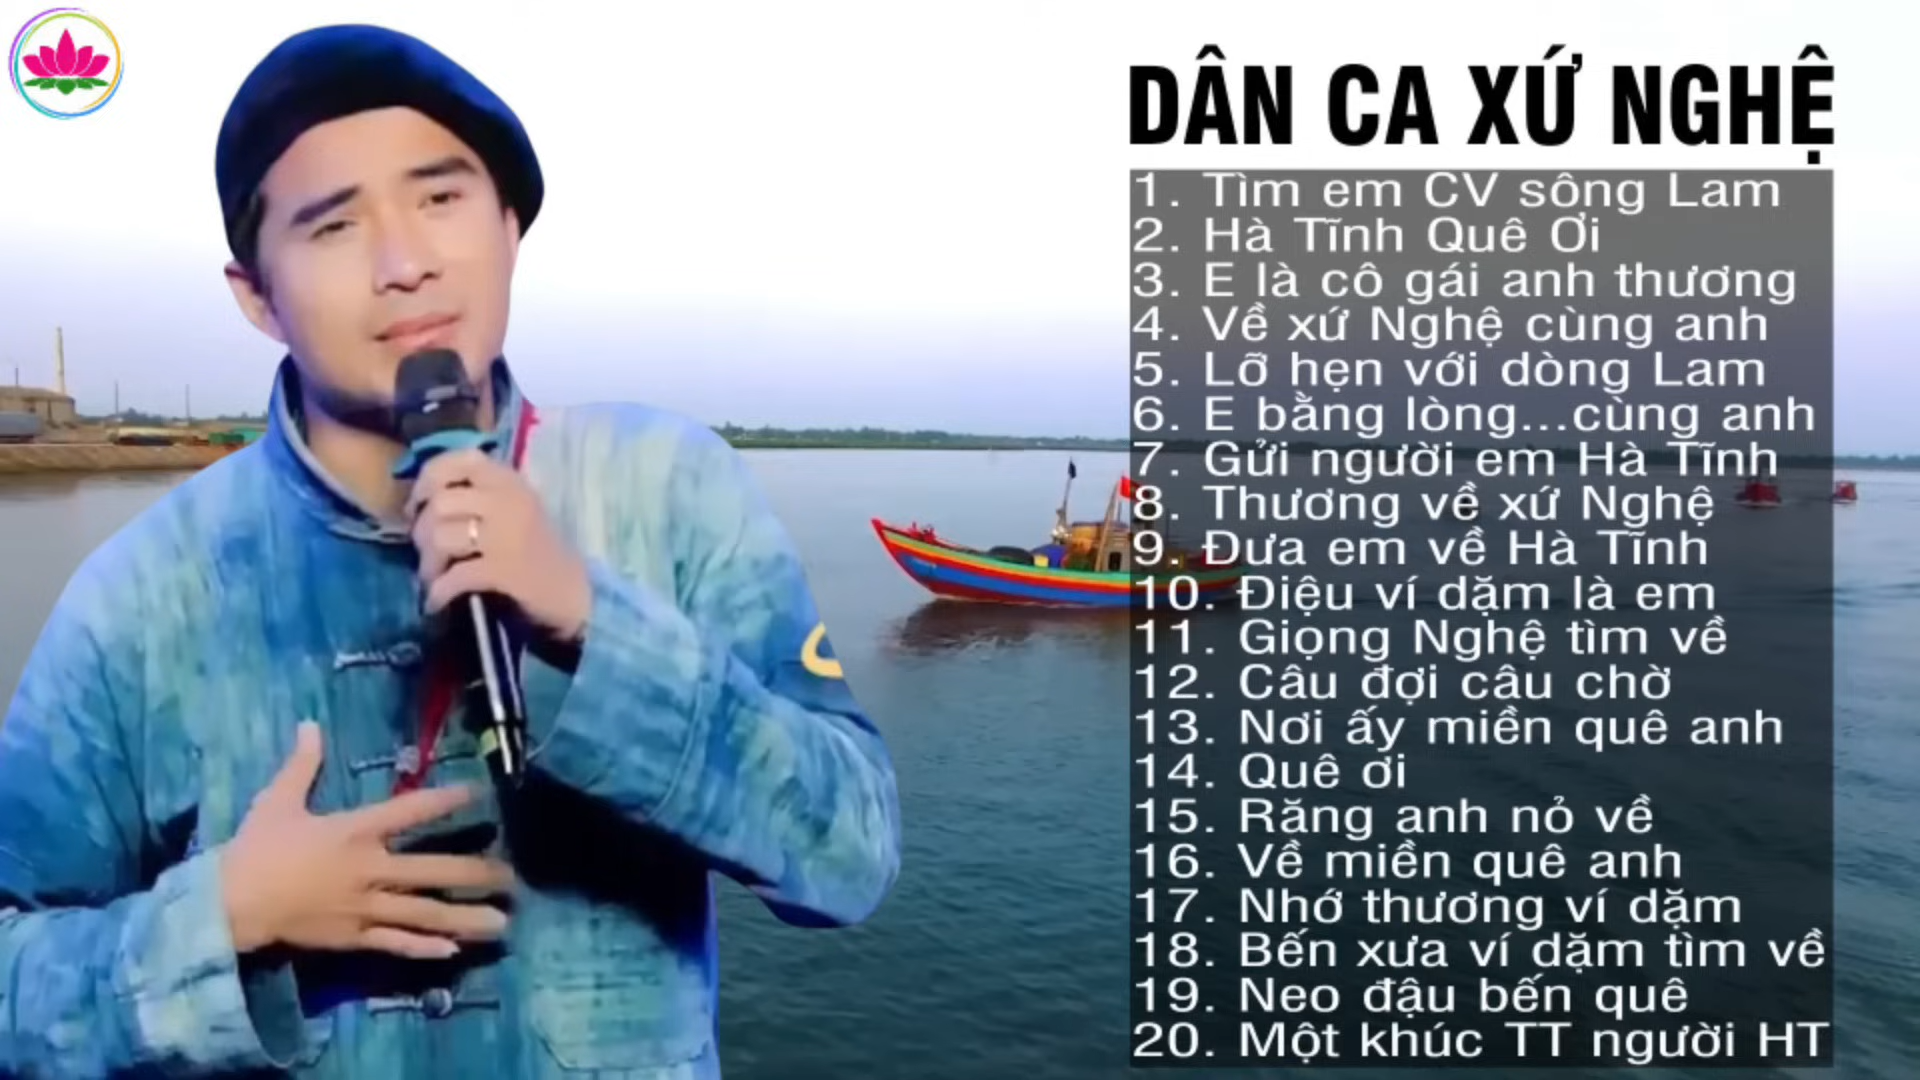 DÂN CA XỨ NGHỆ
1. Tìm em CV sông Lam
2. Hà Tĩnh Quê Ơi
3. E là cô gái anh thương
4. Về xứ Nghệ cùng anh
5. Lỡ hẹn với dòng Lam
6. E bằng lòng...cùng anh
7. Gửi người em Hà Tĩnh
8. Thương về xứ Nghệ
9. Đưa em về Hà Tĩnh
10. Điệu ví dặm là em
11. Giọng Nghệ tìm về
12. Câu đợi câu chờ
13. Nơi ấy miền quê anh
14. Quê ơi
15. Răng anh nỏ về
16. Về miền quê anh
17. Nhớ thương ví dặm
18. Bến xưa ví dặm tìm về
19. Neo đậu bến quê
20. Một khúc TT người HT